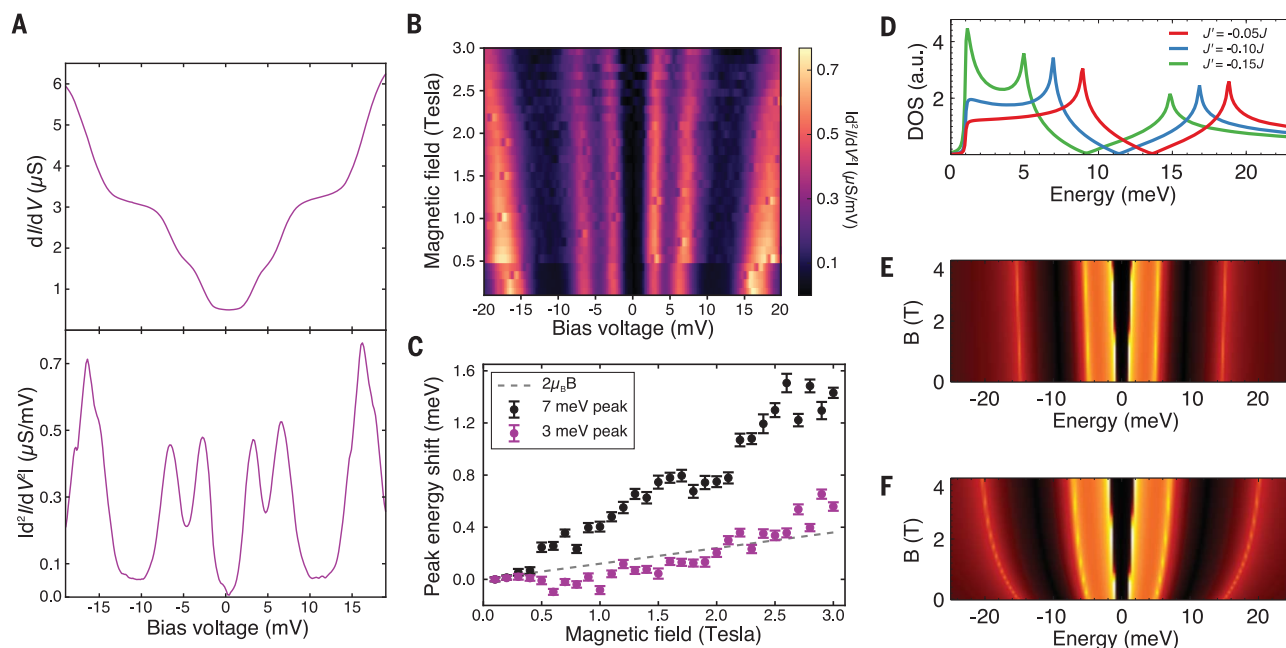 A
6
5
4
3
2
1
dI/dV (µS)
0.7
0.5
0.3
0.1
Id²I/dV²I (µS/mV)
-15 -10 -5 0 5 10 15
Bias voltage (mV)
B
3.0
2.5
2.0
1.5
1.0
0.5
Magnetic field (Tesla)
-20 -15 -10 -5 0 5 10 15 20
Bias voltage (mV)
0.7
0.5
0.3
0.1
Id²I/dV²I (µS/mV)
C
1.6
1.2
0.8
0.4
0.0
Peak energy shift (meV)
2µ_BB
7 meV peak
3 meV peak
0.0 0.5 1.0 1.5 2.0 2.5 3.0
Magnetic field (Tesla)
D
4
2
DOS (a.u.)
J' = -0.05J
J' = -0.10J
J' = -0.15J
0 5 10 15 20
Energy (meV)
E
4
2
0
B (T)
-20 -10 0 10 20
Energy (meV)
F
4
2
0
B (T)
-20 -10 0 10 20
Energy (meV)